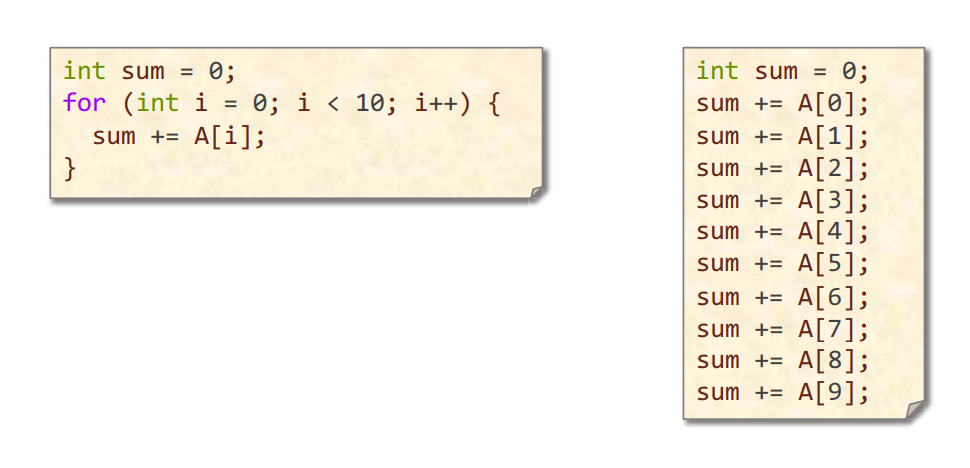 int sum = 0;
for (int i = 0; i < 10; i++) {
  sum += A[i];
}
int sum = 0;
sum += A[0];
sum += A[1];
sum += A[2];
sum += A[3];
sum += A[4];
sum += A[5];
sum += A[6];
sum += A[7];
sum += A[8];
sum += A[9];